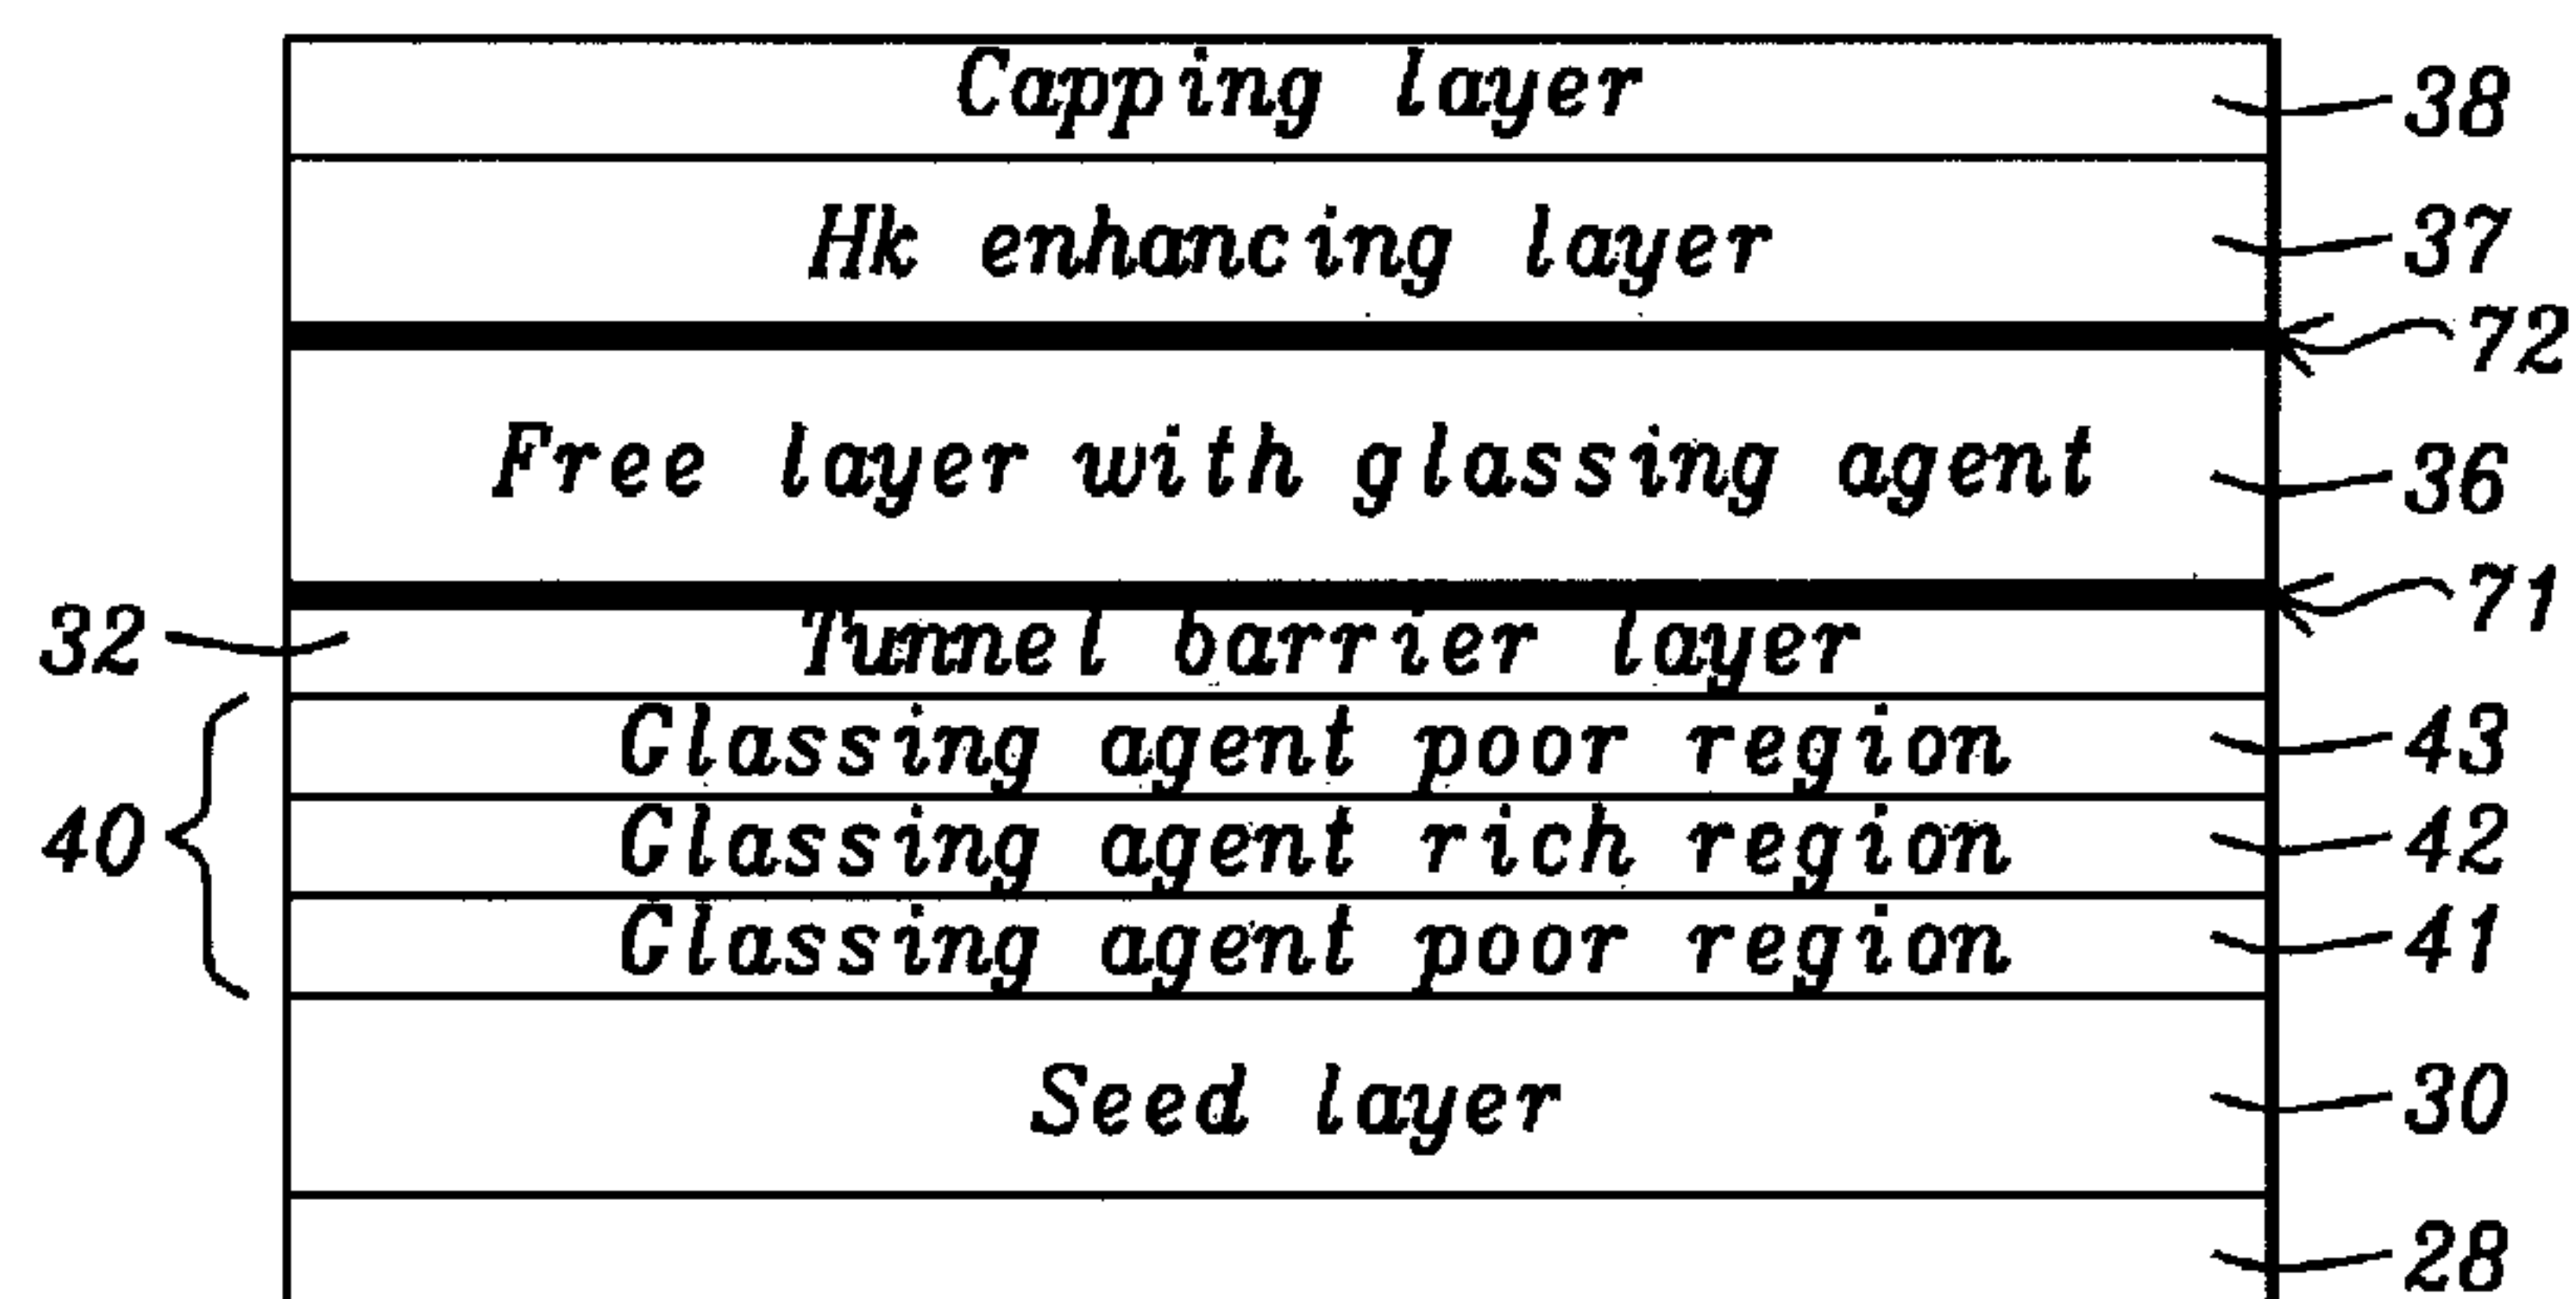 Capping layer 38
Hk enhancing layer 37
72
Free layer with glassing agent 36
71
32 Tunnel barrier layer
Glassing agent poor region 43
40 Glassing agent rich region 42
Glassing agent poor region 41
Seed layer 30
28